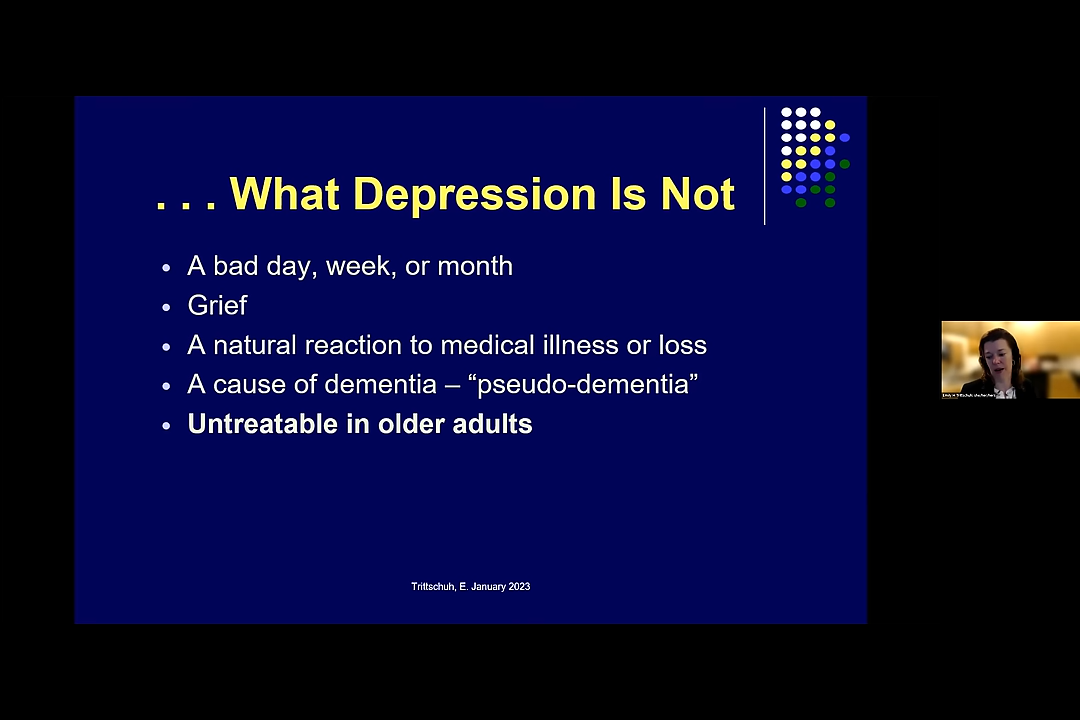 . . . What Depression Is Not
• A bad day, week, or month
• Grief
• A natural reaction to medical illness or loss
• A cause of dementia – “pseudo-dementia”
• Untreatable in older adults
Trittschuh, E. January 2023